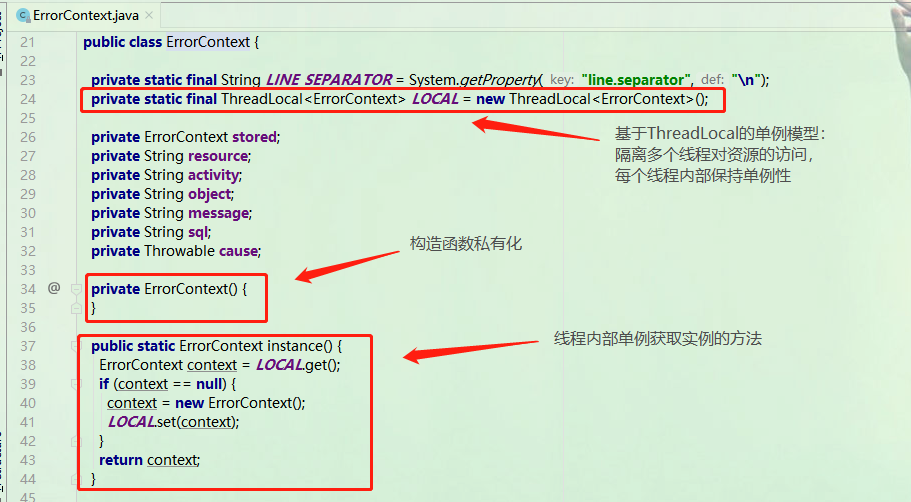 ErrorContext.java
21 public class ErrorContext {
22
23 private static final String LINE_SEPARATOR = System.getProperty( key: "line.separator", def: "\n");
24 private static final ThreadLocal<ErrorContext> LOCAL = new ThreadLocal<ErrorContext>();
25
基于ThreadLocal的单例模型：
隔离多个线程对资源的访问，
每个线程内部保持单例性
26 private ErrorContext stored;
27 private String resource;
28 private String activity;
29 private String object;
30 private String message;
31 private String sql;
32 private Throwable cause;
33
构造函数私有化
34 @ private ErrorContext() {
35 }
36
37 public static ErrorContext instance() {
线程内部单例获取实例的方法
38 ErrorContext context = LOCAL.get();
39 if (context == null) {
40 context = new ErrorContext();
41 LOCAL.set(context);
42 }
43 return context;
44 }
45